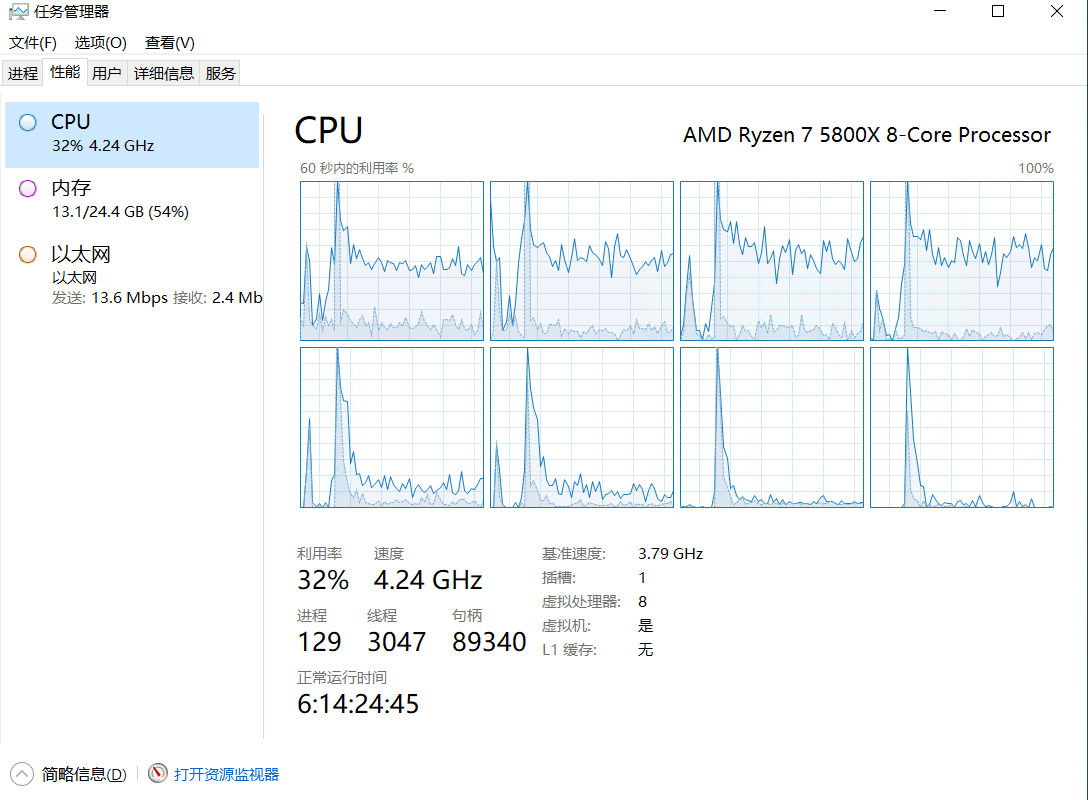 任务管理器
文件(F) 选项(O) 查看(V)
进程 性能 用户 详细信息 服务
CPU
32% 4.24 GHz
内存
13.1/24.4 GB (54%)
以太网
以太网
发送: 13.6 Mbps 接收: 2.4 Mb
CPU
AMD Ryzen 7 5800X 8-Core Processor
60 秒内的利用率 %
100%
利用率 速度
32% 4.24 GHz
进程 线程 句柄
129 3047 89340
正常运行时间
6:14:24:45
基准速度: 3.79 GHz
插槽: 1
虚拟处理器: 8
虚拟机: 是
L1 缓存: 无
简略信息(D) 打开资源监视器